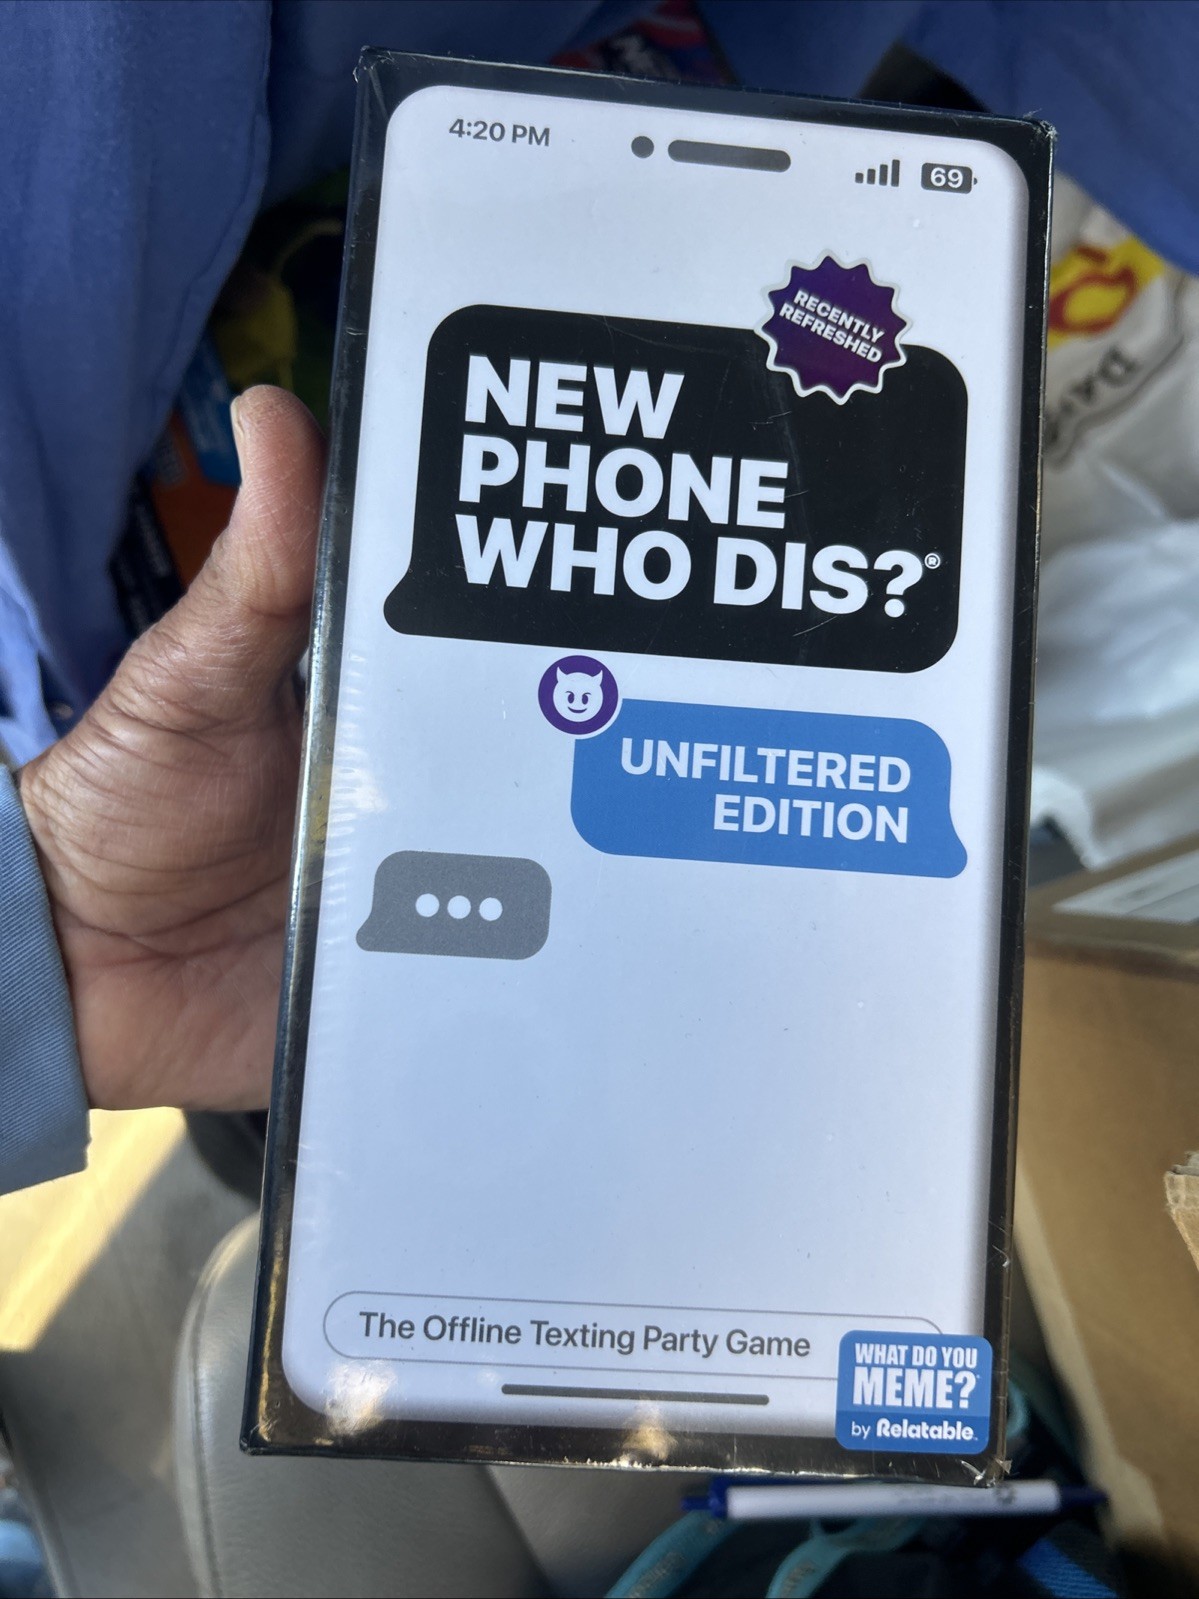 4:20 PM
69
RECENTLY
REFRESHED
NEW
PHONE
WHO DIS?®
UNFILTERED
EDITION
The Offline Texting Party Game
WHAT DO YOU
MEME?
by Relatable